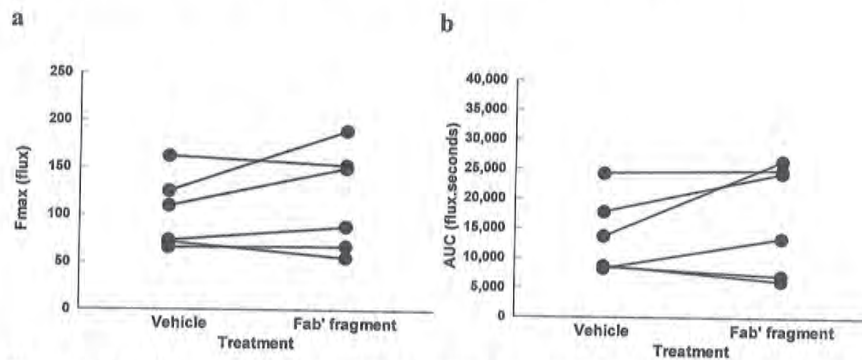 a
250
200
150
100
50
0
Fmax (flux)
Vehicle
Fab' fragment
Treatment
b
40,000
35,000
30,000
25,000
20,000
15,000
10,000
5,000
0
AUC (flux.seconds)
Vehicle
Fab' fragment
Treatment